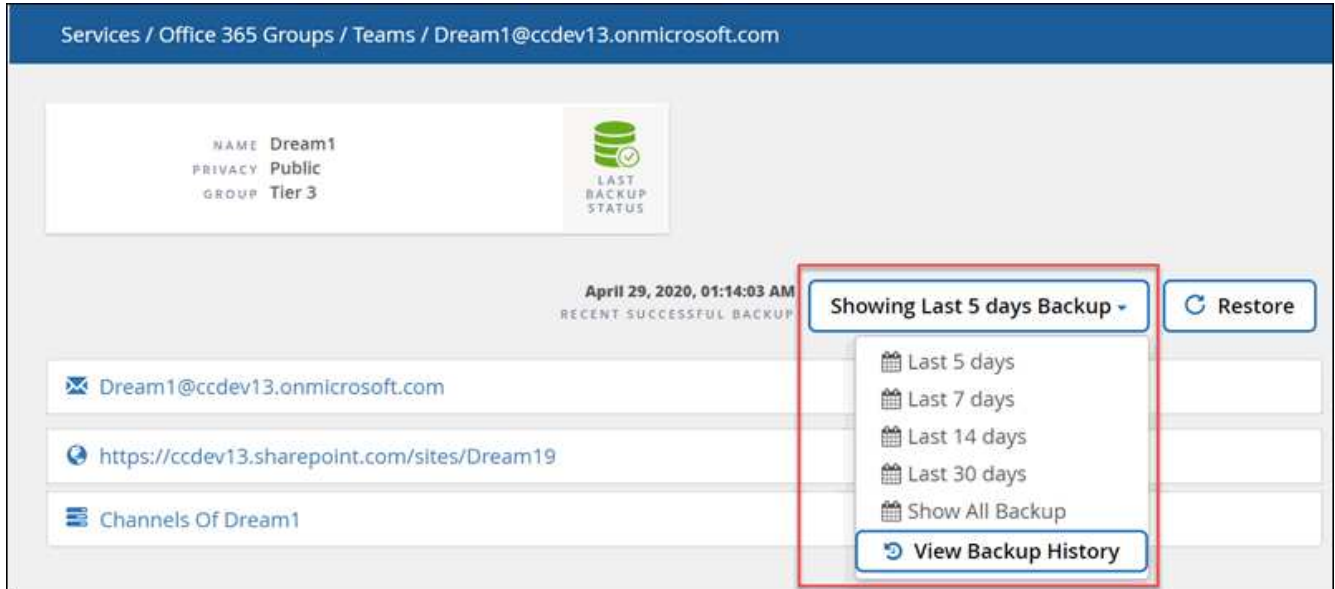 Services / Office 365 Groups / Teams / Dream1@ccdev13.onmicrosoft.com
NAME Dream1
PRIVACY Public
GROUP Tier 3
LAST
BACKUP
STATUS
April 29, 2020, 01:14:03 AM
RECENT SUCCESSFUL BACKUP
Showing Last 5 days Backup
Restore
Last 5 days
Last 7 days
Last 14 days
Last 30 days
Show All Backup
View Backup History
Dream1@ccdev13.onmicrosoft.com
https://ccdev13.sharepoint.com/sites/Dream19
Channels Of Dream1